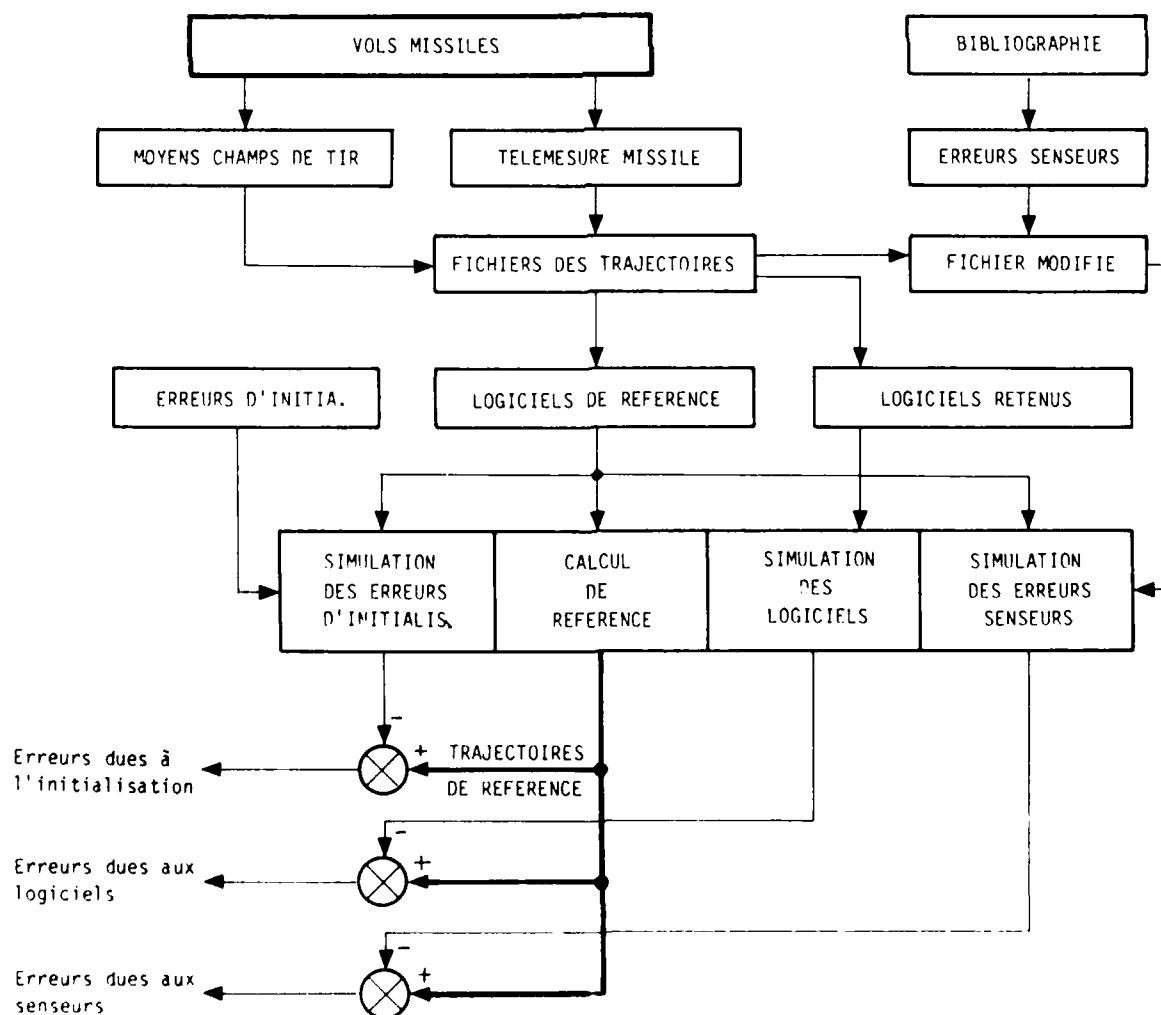 VOLS MISSILES
BIBLIOGRAPHIE
MOYENS CHAMPS DE TIR
TELEMESURE MISSILE
ERREURS SENSEURS
FICHIERS DES TRAJECTOIRES
FICHIER MODIFIE
ERREURS D'INITIA.
LOGICIELS DE REFERENCE
LOGICIELS RETENUS
SIMULATION
DES ERREURS
D'INITIALIS.
CALCUL
DE
REFERENCE
SIMULATION
DES
LOGICIELS
SIMULATION
DES ERREURS
SENSEURS
-
Erreurs dues à
l'initialisation
+ TRAJECTOIRES
DE REFERENCE
-
Erreurs dues aux
logiciels
+
-
Erreurs dues aux
senseurs
+